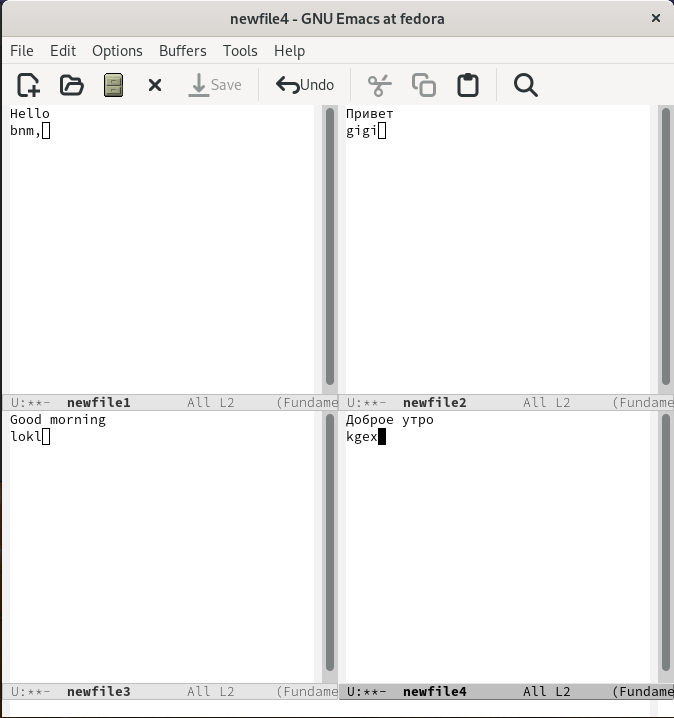 newfile4 - GNU Emacs at fedora
File Edit Options Buffers Tools Help
Save Undo
Hello
bnm,
Привет
gigi
U:**- newfile1 All L2 (Fundame
U:**- newfile2 All L2 (Fundame
Good morning
lokl
Доброе утро
kgex
U:**- newfile3 All L2 (Fundame
U:**- newfile4 All L2 (Fundame